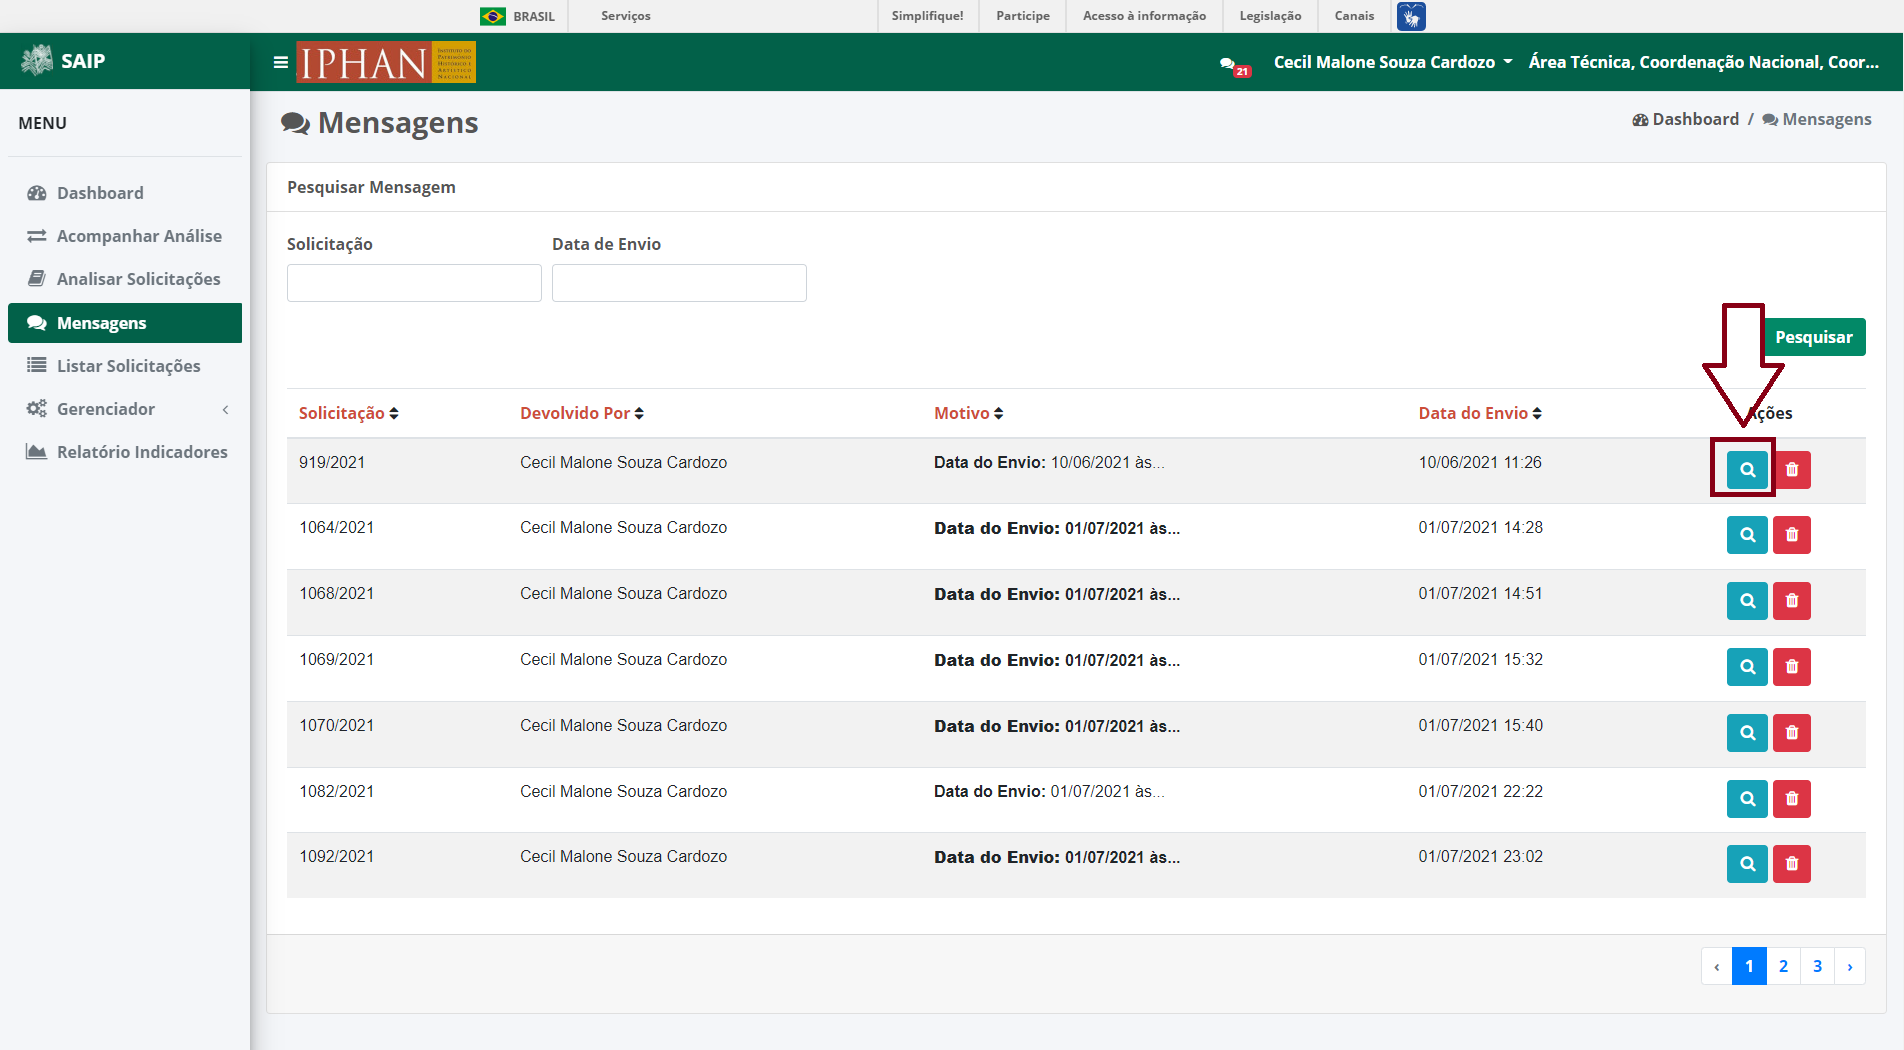 BRASIL Serviços Simplifique! Participe Acesso à informação Legislação Canais
SAIP
IPHAN
INSTITUTO DO
PATRIMÔNIO
HISTÓRICO E
ARTÍSTICO
NACIONAL
21
Cecil Malone Souza Cardozo
Área Técnica, Coordenação Nacional, Coor...
MENU
Dashboard
Acompanhar Análise
Analisar Solicitações
Mensagens
Listar Solicitações
Gerenciador
Relatório Indicadores
Mensagens
Dashboard / Mensagens
Pesquisar Mensagem
Solicitação Data de Envio
Pesquisar
Solicitação Devolvido Por Motivo Data do Envio Ações
919/2021 Cecil Malone Souza Cardozo Data do Envio: 10/06/2021 às... 10/06/2021 11:26
1064/2021 Cecil Malone Souza Cardozo Data do Envio: 01/07/2021 às... 01/07/2021 14:28
1068/2021 Cecil Malone Souza Cardozo Data do Envio: 01/07/2021 às... 01/07/2021 14:51
1069/2021 Cecil Malone Souza Cardozo Data do Envio: 01/07/2021 às... 01/07/2021 15:32
1070/2021 Cecil Malone Souza Cardozo Data do Envio: 01/07/2021 às... 01/07/2021 15:40
1082/2021 Cecil Malone Souza Cardozo Data do Envio: 01/07/2021 às... 01/07/2021 22:22
1092/2021 Cecil Malone Souza Cardozo Data do Envio: 01/07/2021 às... 01/07/2021 23:02
‹ 1 2 3 ›